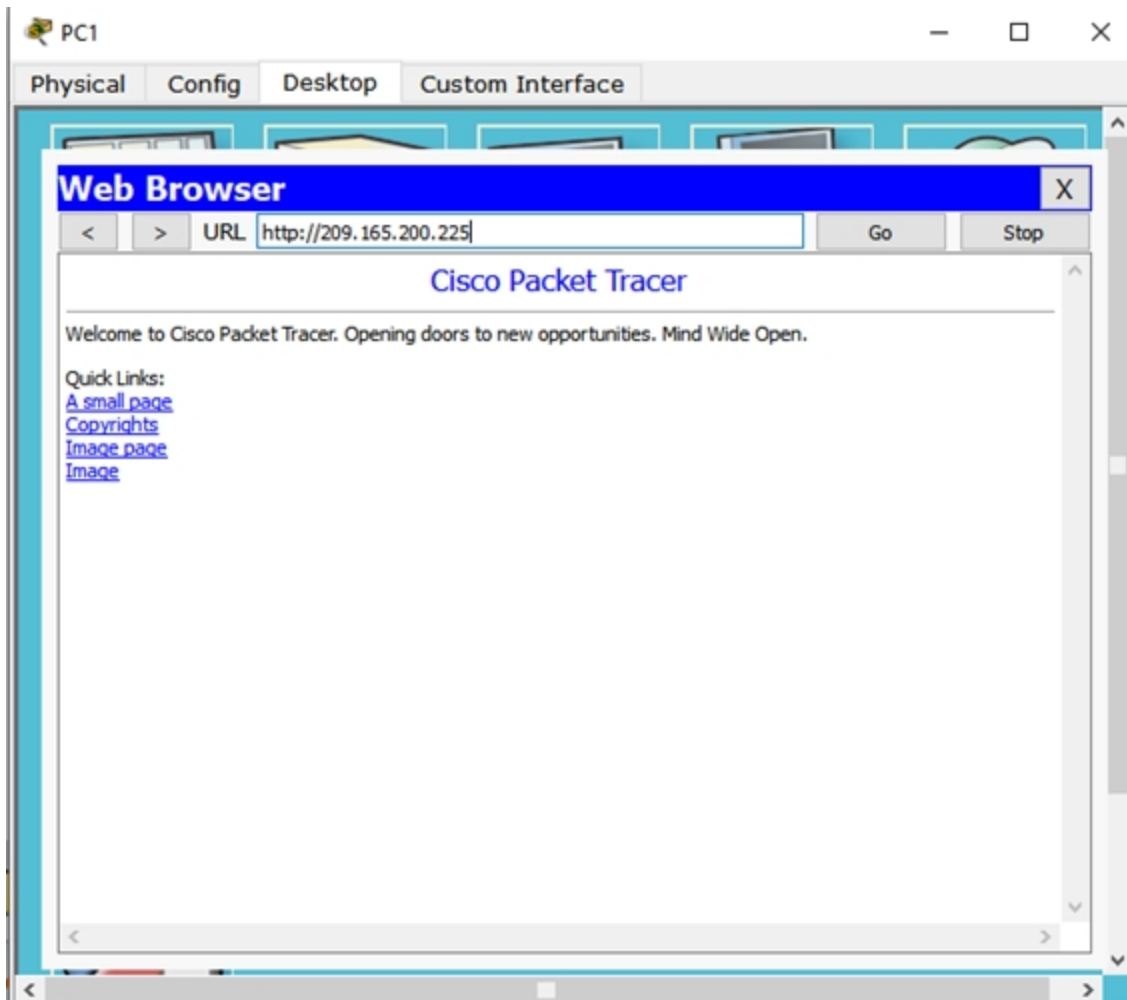 PC1
Physical Config Desktop Custom Interface
Web Browser X
< > URL http://209.165.200.225 Go Stop
Cisco Packet Tracer
Welcome to Cisco Packet Tracer. Opening doors to new opportunities. Mind Wide Open.
Quick Links:
A small page
Copyrights
Image page
Image